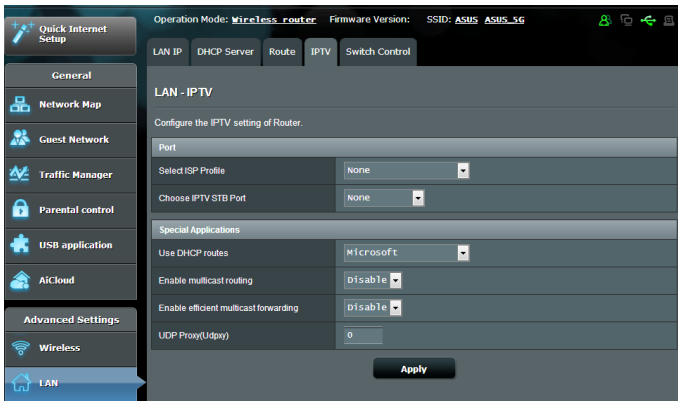 Quick Internet Setup
Operation Mode: Wireless router Firmware Version: SSID: ASUS ASUS_5G
LAN IP DHCP Server Route IPTV Switch Control
General
Network Map
Guest Network
Traffic Manager
Parental control
USB application
AiCloud
Advanced Settings
Wireless
LAN
LAN - IPTV
Configure the IPTV setting of Router.
Port
Select ISP Profile None
Choose IPTV STB Port None
Special Applications
Use DHCP routes Microsoft
Enable multicast routing Disable
Enable efficient multicast forwarding Disable
UDP Proxy(Udpxy) 0
Apply